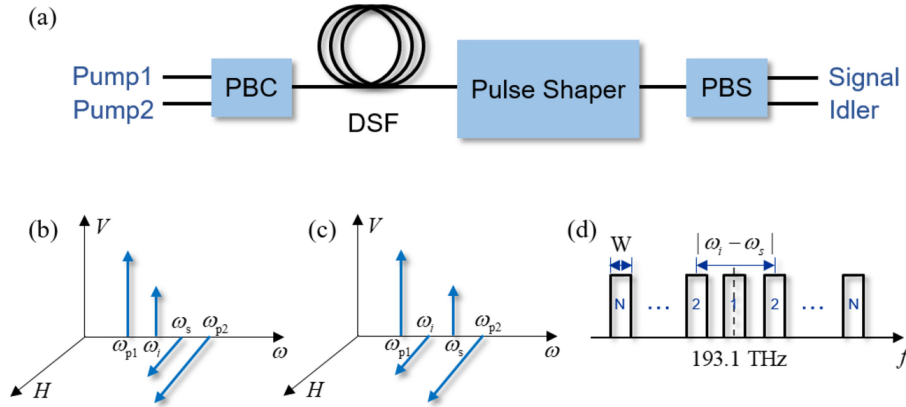 (a)
Pump1
Pump2
PBC
DSF
Pulse Shaper
PBS
Signal
Idler
(b)
V
ω_p1
ω_i
ω_s
ω_p2
ω
H
(c)
V
ω_p1
ω_i
ω_s
ω_p2
ω
H
(d)
W
| ω_i − ω_s |
N
...
2
1
2
...
N
193.1 THz
f